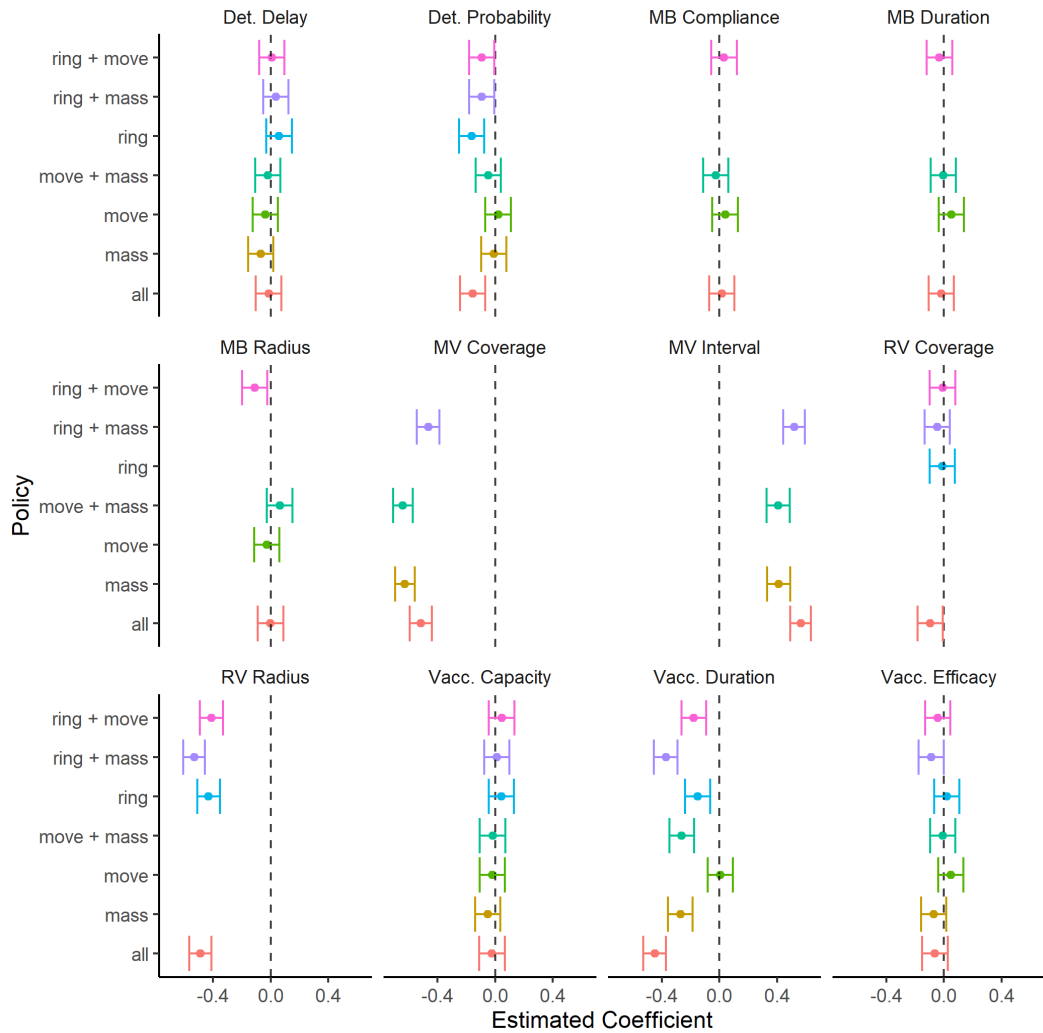 Det. Delay
Det. Probability
MB Compliance
MB Duration
ring + move
ring + mass
ring
move + mass
move
mass
all
MB Radius
MV Coverage
MV Interval
RV Coverage
ring + move
ring + mass
ring
move + mass
move
mass
all
Policy
RV Radius
Vacc. Capacity
Vacc. Duration
Vacc. Efficacy
ring + move
ring + mass
ring
move + mass
move
mass
all
-0.4 0.0 0.4
-0.4 0.0 0.4
-0.4 0.0 0.4
-0.4 0.0 0.4
Estimated Coefficient